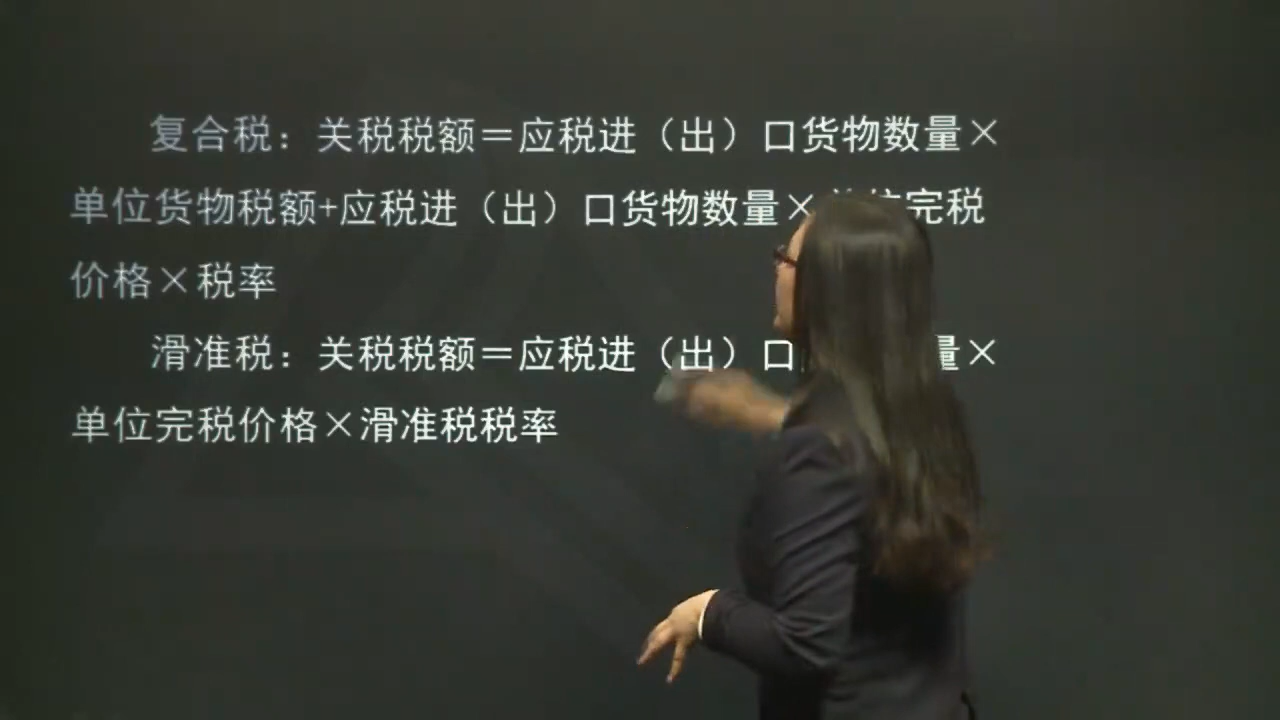 复合税：关税税额＝应税进（出）口货物数量×
单位货物税额+应税进（出）口货物数量×单位完税
价格×税率
滑准税：关税税额＝应税进（出）口量×
单位完税价格×滑准税税率